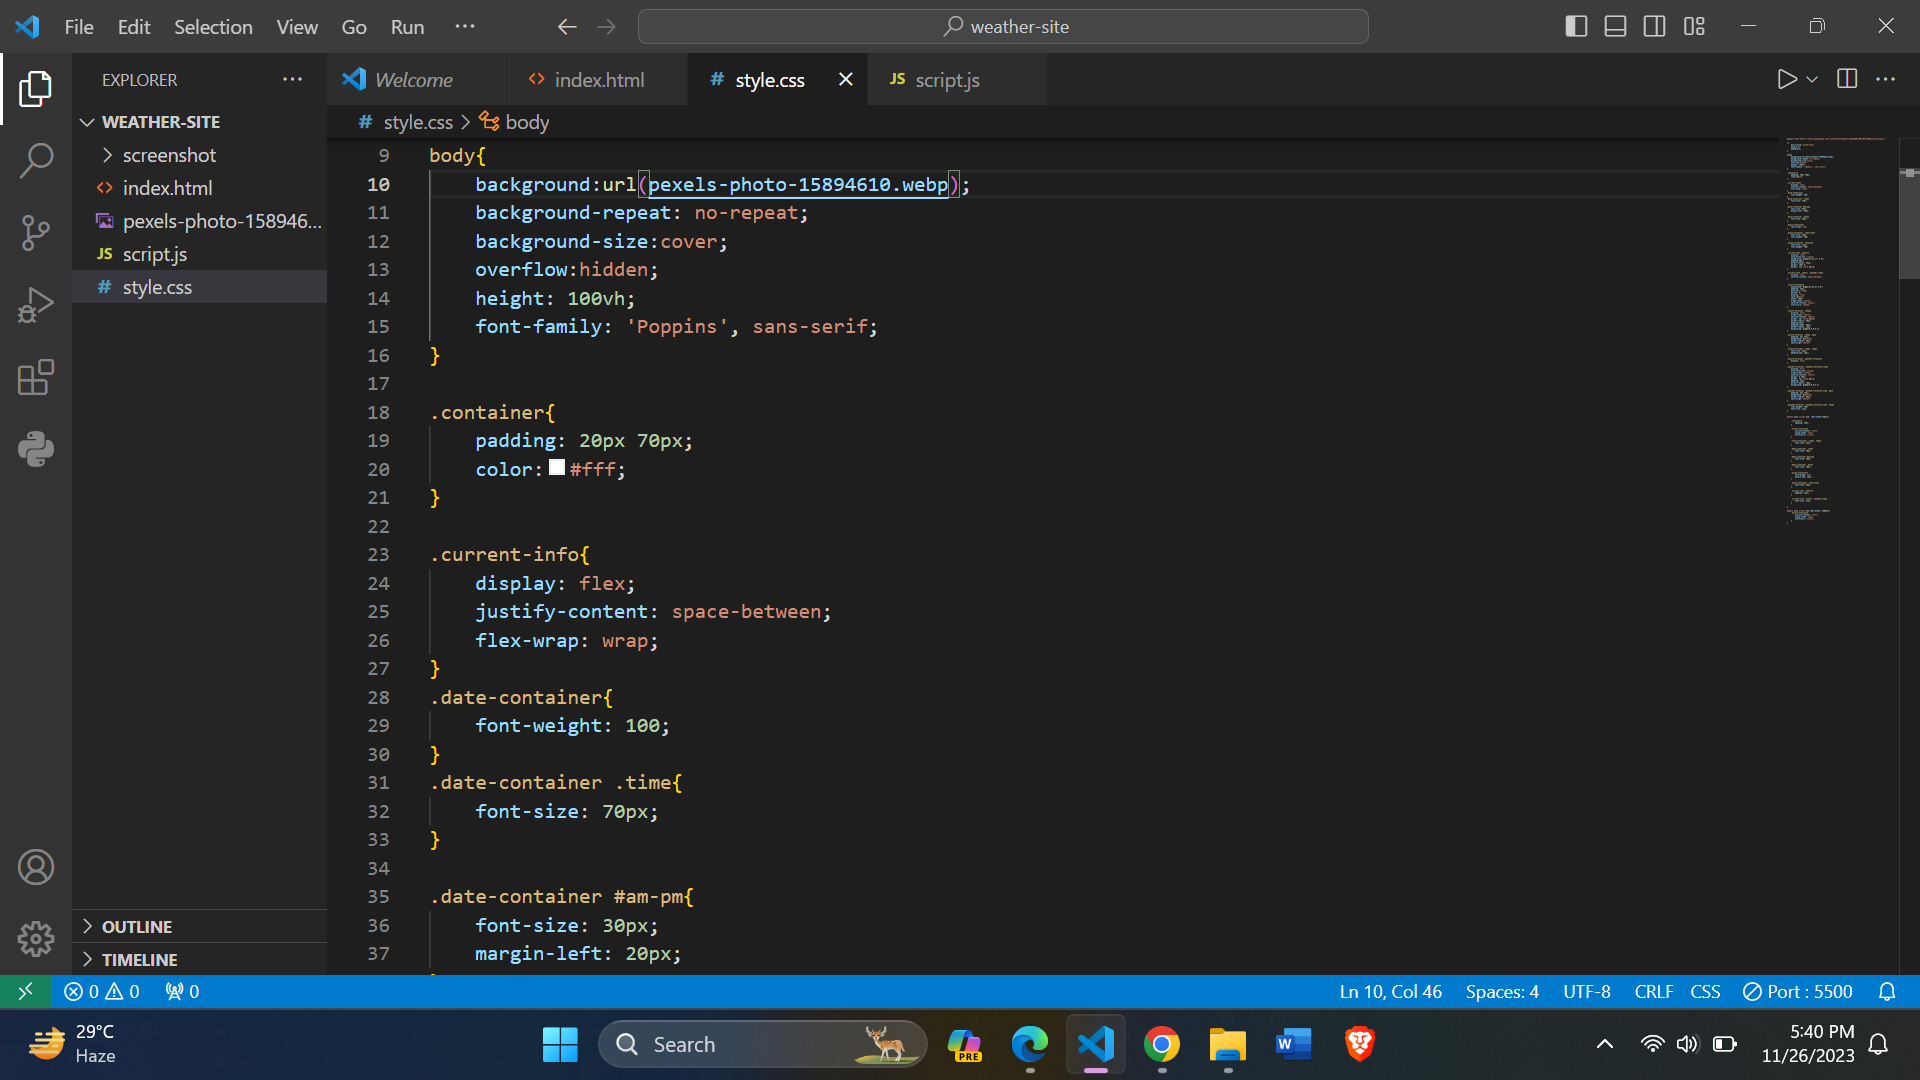 File Edit Selection View Go Run ··· weather-site
EXPLORER ···
Welcome <> index.html # style.css JS script.js
WEATHER-SITE
screenshot
<> index.html
pexels-photo-158946...
JS script.js
# style.css
OUTLINE
TIMELINE
# style.css > body
9 body{
10 background:url(pexels-photo-15894610.webp);
11 background-repeat: no-repeat;
12 background-size:cover;
13 overflow:hidden;
14 height: 100vh;
15 font-family: 'Poppins', sans-serif;
16 }
17
18 .container{
19 padding: 20px 70px;
20 color: #fff;
21 }
22
23 .current-info{
24 display: flex;
25 justify-content: space-between;
26 flex-wrap: wrap;
27 }
28 .date-container{
29 font-weight: 100;
30 }
31 .date-container .time{
32 font-size: 70px;
33 }
34
35 .date-container #am-pm{
36 font-size: 30px;
37 margin-left: 20px;
0 0 0 Ln 10, Col 46 Spaces: 4 UTF-8 CRLF CSS Port : 5500
29°C
Haze
Search
PRE
W
5:40 PM
11/26/2023